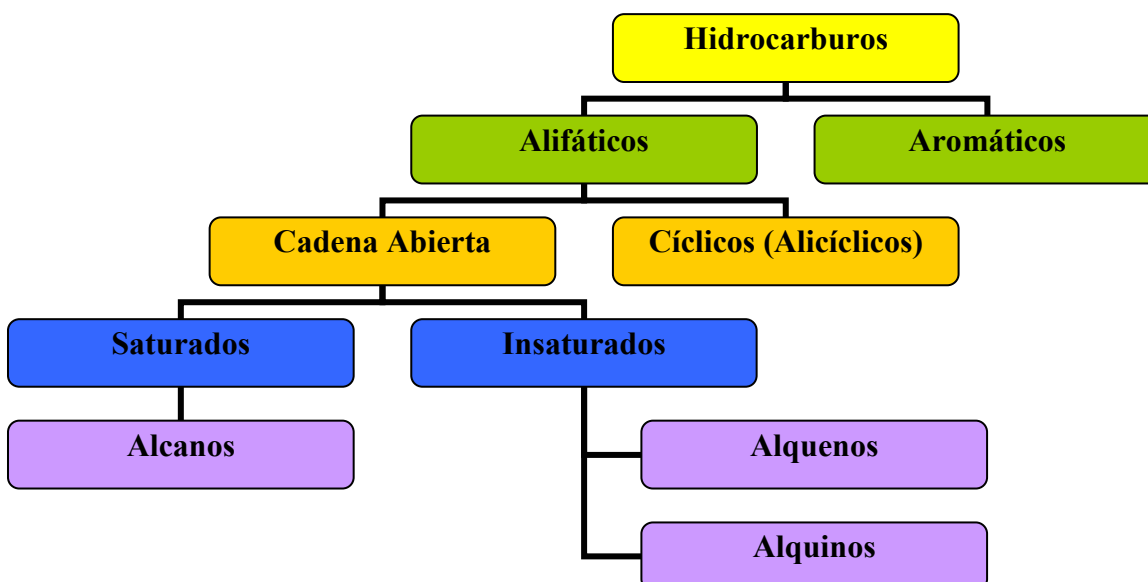 Hidrocarburos
Alifáticos
Aromáticos
Cadena Abierta
Cíclicos (Alicíclicos)
Saturados
Insaturados
Alcanos
Alquenos
Alquinos